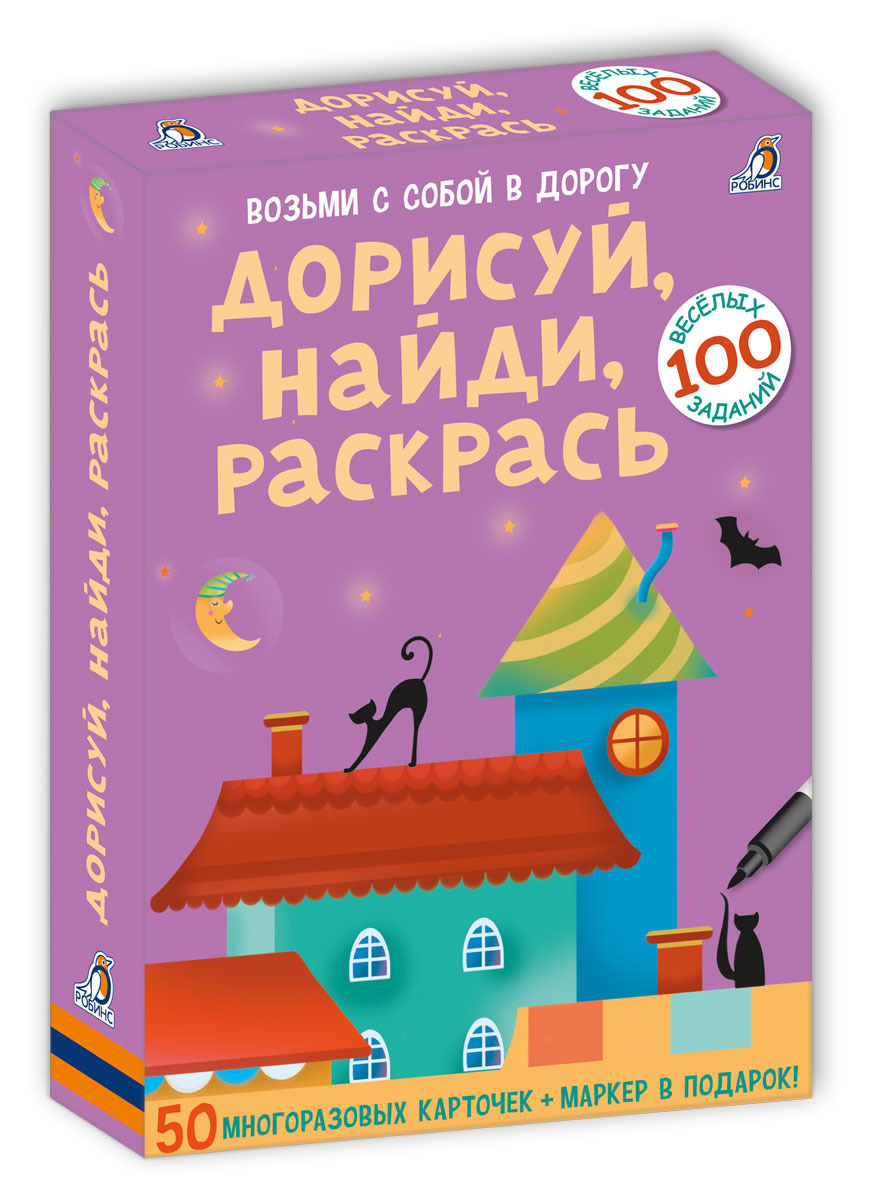 ДОРИСУЙ,
НАЙДИ,
РАСКРАСЬ
ВЕСЁЛЫХ
100
ЗАДАНИЙ
РОБИНС
ВОЗЬМИ С СОБОЙ В ДОРОГУ
РОБИНС
ДОРИСУЙ,
НАЙДИ,
РАСКРАСЬ
ВЕСЁЛЫХ
100
ЗАДАНИЙ
ДОРИСУЙ, НАЙДИ, РАСКРАСЬ
РОБИНС
50 МНОГОРАЗОВЫХ КАРТОЧЕК + МАРКЕР В ПОДАРОК!